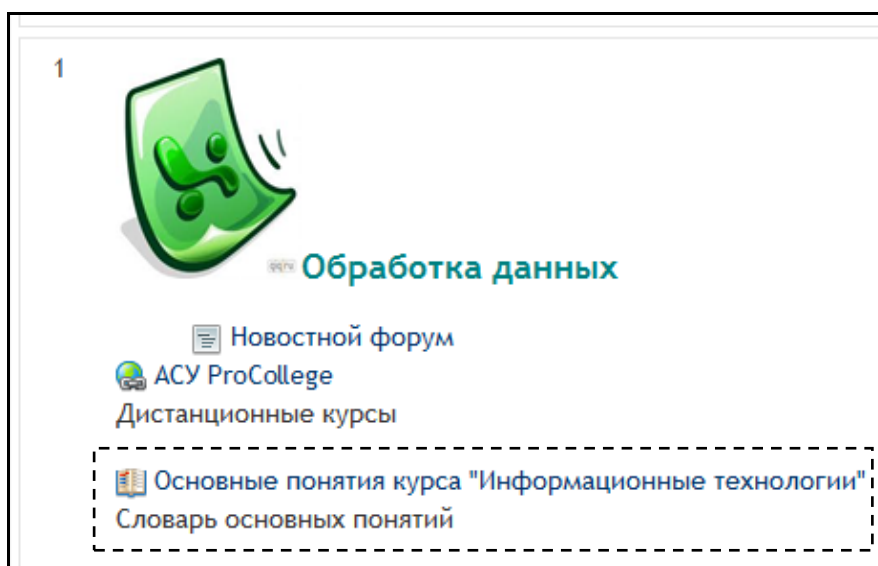 1
Обработка данных
Новостной форум
АСУ ProCollege
Дистанционные курсы
Основные понятия курса "Информационные технологии"
Словарь основных понятий